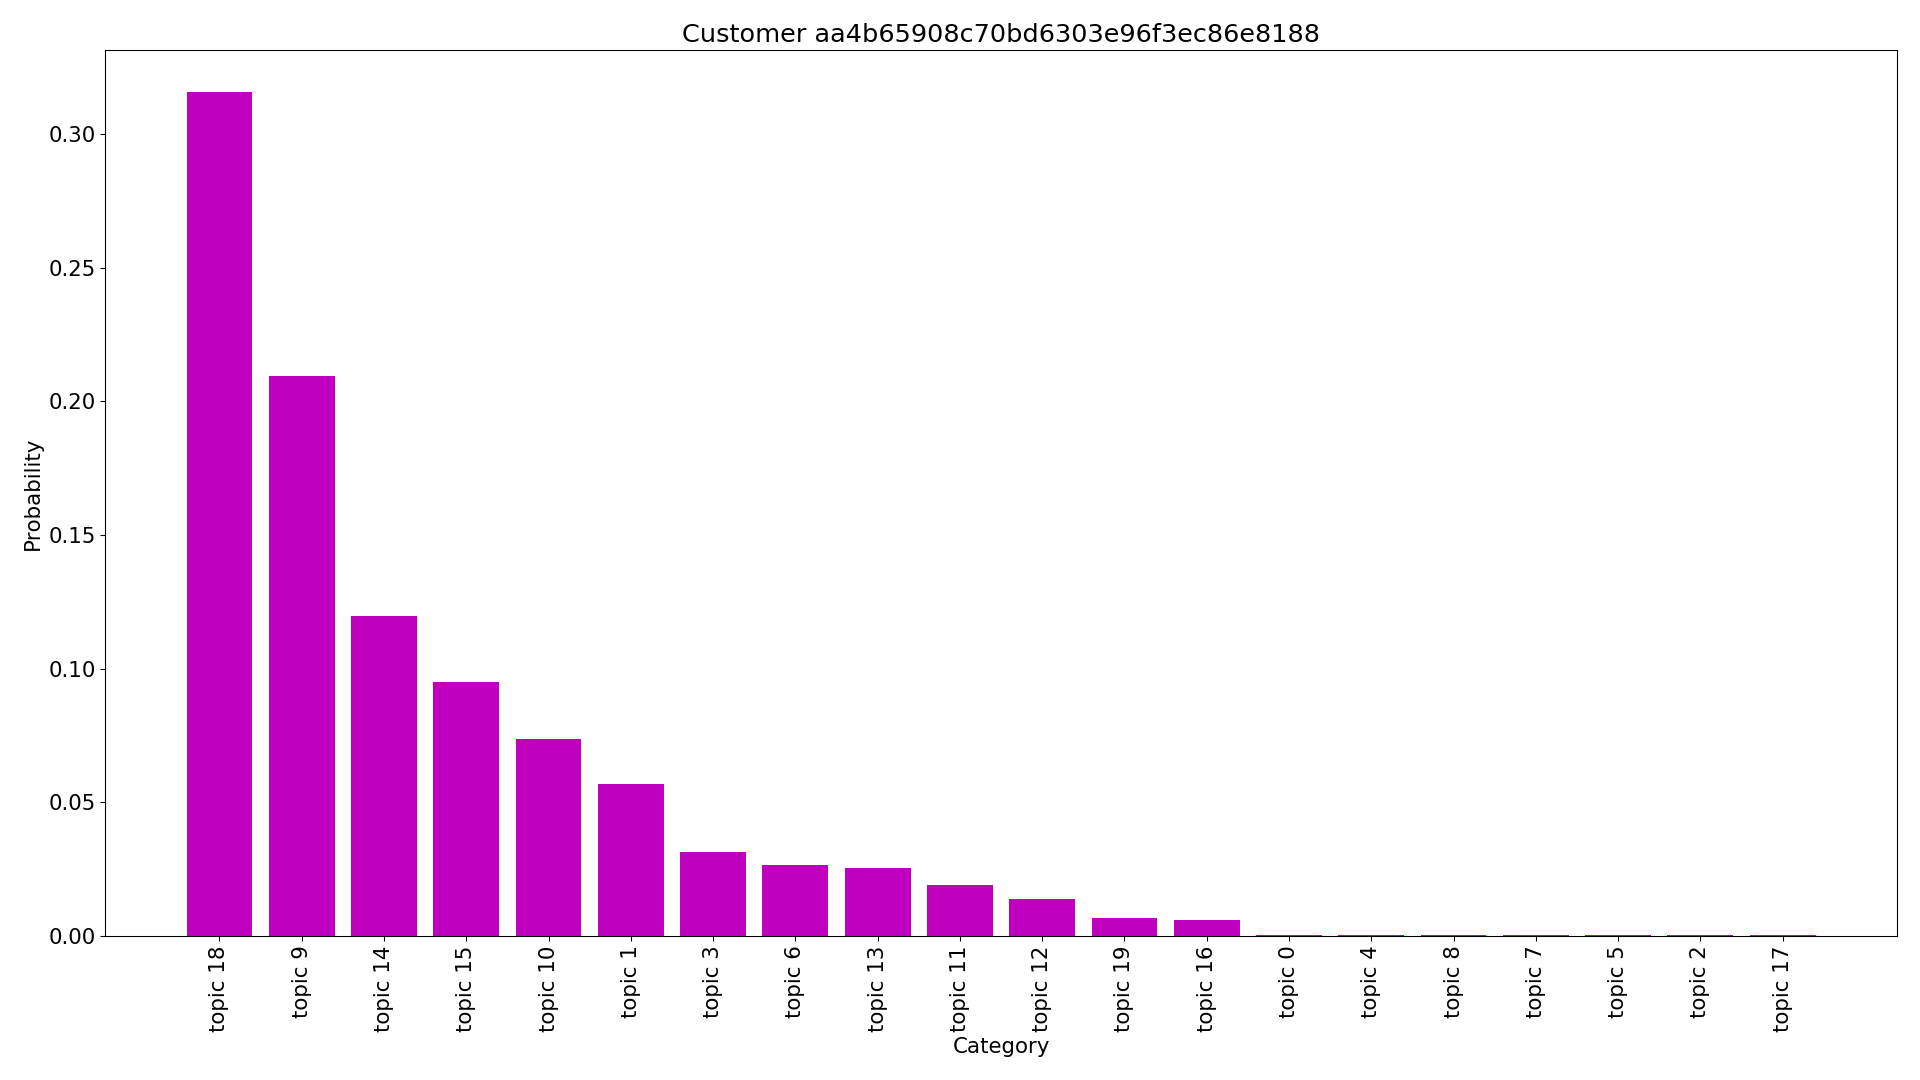 Customer aa4b65908c70bd6303e96f3ec86e8188
Probability
0.30
0.25
0.20
0.15
0.10
0.05
0.00
topic 18
topic 9
topic 14
topic 15
topic 10
topic 1
topic 3
topic 6
topic 13
topic 11
topic 12
topic 19
topic 16
topic 0
topic 4
topic 8
topic 7
topic 5
topic 2
topic 17
Category